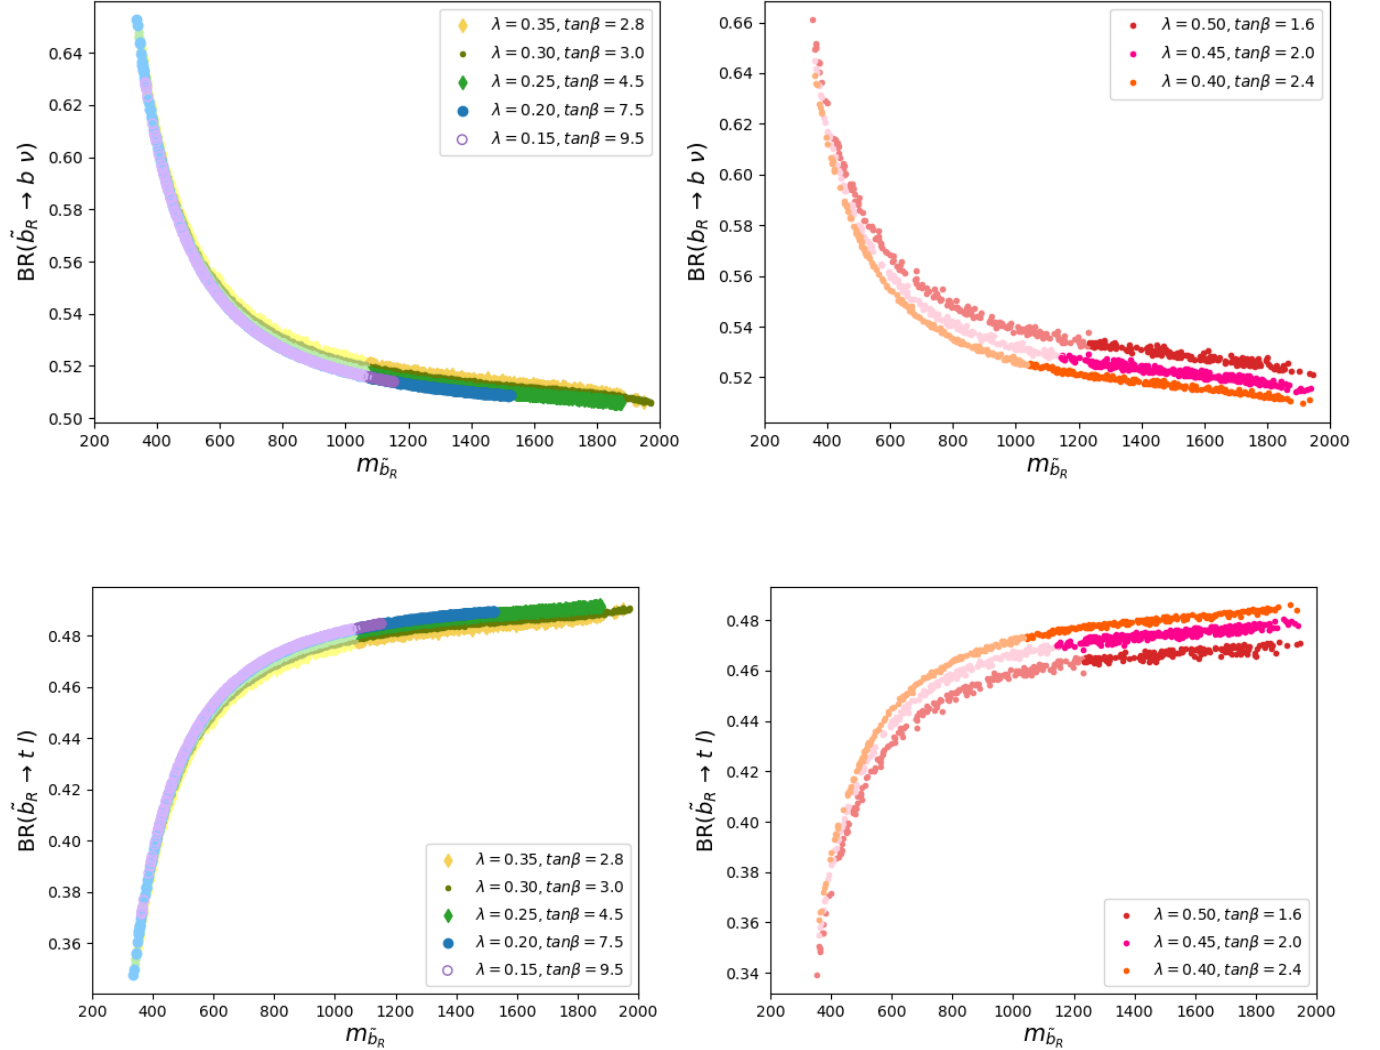 λ = 0.35, tanβ = 2.8
λ = 0.30, tanβ = 3.0
λ = 0.25, tanβ = 4.5
λ = 0.20, tanβ = 7.5
λ = 0.15, tanβ = 9.5
0.64
0.62
0.60
0.58
0.56
0.54
0.52
0.50
BR(b̃_R → b ν)
200 400 600 800 1000 1200 1400 1600 1800 2000
m_b̃_R
λ = 0.50, tanβ = 1.6
λ = 0.45, tanβ = 2.0
λ = 0.40, tanβ = 2.4
0.66
0.64
0.62
0.60
0.58
0.56
0.54
0.52
BR(b̃_R → b ν)
200 400 600 800 1000 1200 1400 1600 1800 2000
m_b̃_R
0.48
0.46
0.44
0.42
0.40
0.38
0.36
BR(b̃_R → t l)
λ = 0.35, tanβ = 2.8
λ = 0.30, tanβ = 3.0
λ = 0.25, tanβ = 4.5
λ = 0.20, tanβ = 7.5
λ = 0.15, tanβ = 9.5
200 400 600 800 1000 1200 1400 1600 1800 2000
m_b̃_R
0.48
0.46
0.44
0.42
0.40
0.38
0.36
0.34
BR(b̃_R → t l)
λ = 0.50, tanβ = 1.6
λ = 0.45, tanβ = 2.0
λ = 0.40, tanβ = 2.4
200 400 600 800 1000 1200 1400 1600 1800 2000
m_b̃_R